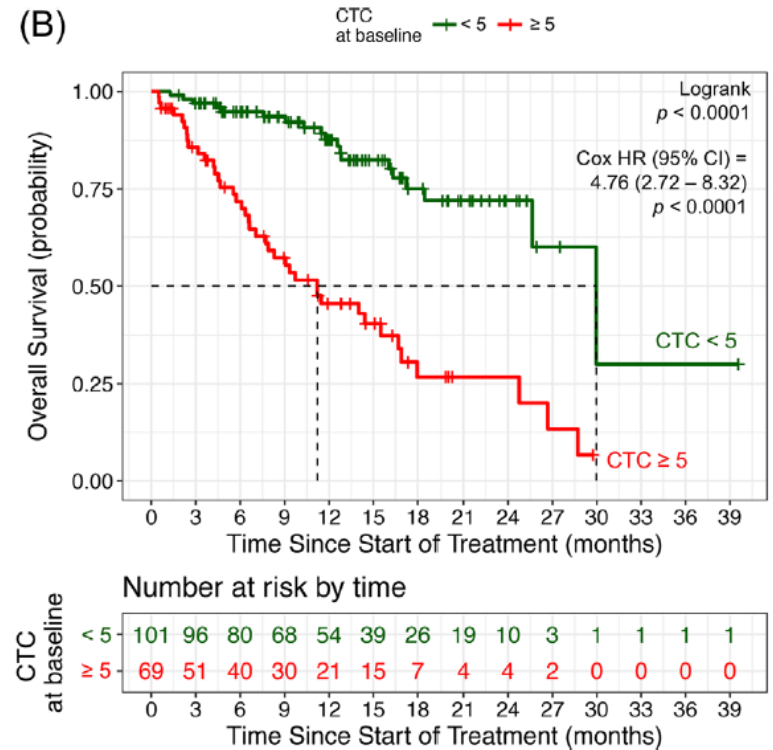 (B)
CTC
at baseline
< 5
≥ 5
Overall Survival (probability)
1.00
0.75
0.50
0.25
0.00
Logrank
p < 0.0001
Cox HR (95% CI) =
4.76 (2.72 – 8.32)
p < 0.0001
CTC < 5
CTC ≥ 5
0 3 6 9 12 15 18 21 24 27 30 33 36 39
Time Since Start of Treatment (months)
Number at risk by time
CTC
at baseline
< 5 101 96 80 68 54 39 26 19 10 3 1 1 1 1
≥ 5 69 51 40 30 21 15 7 4 4 2 0 0 0 0
0 3 6 9 12 15 18 21 24 27 30 33 36 39
Time Since Start of Treatment (months)